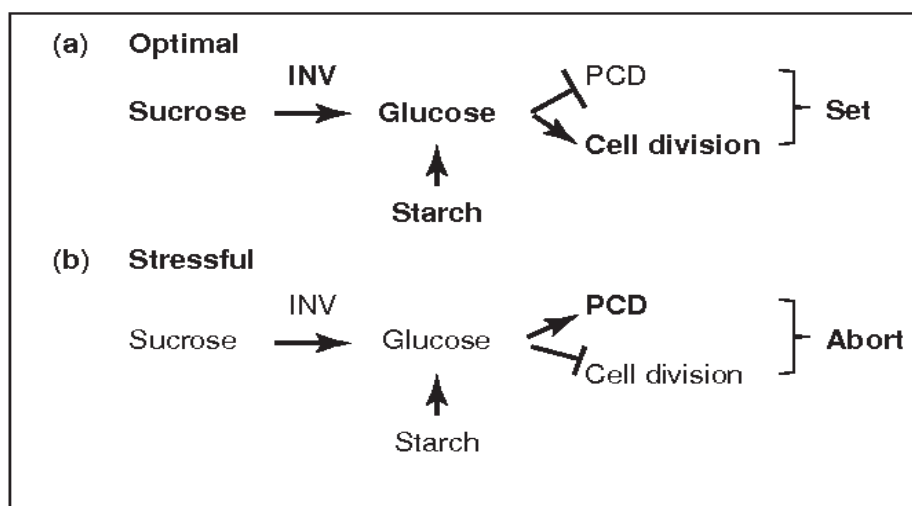 (a) Optimal
INV
PCD
Sucrose Glucose Set
Cell division
Starch
(b) Stressful
INV
PCD
Sucrose Glucose Abort
Cell division
Starch